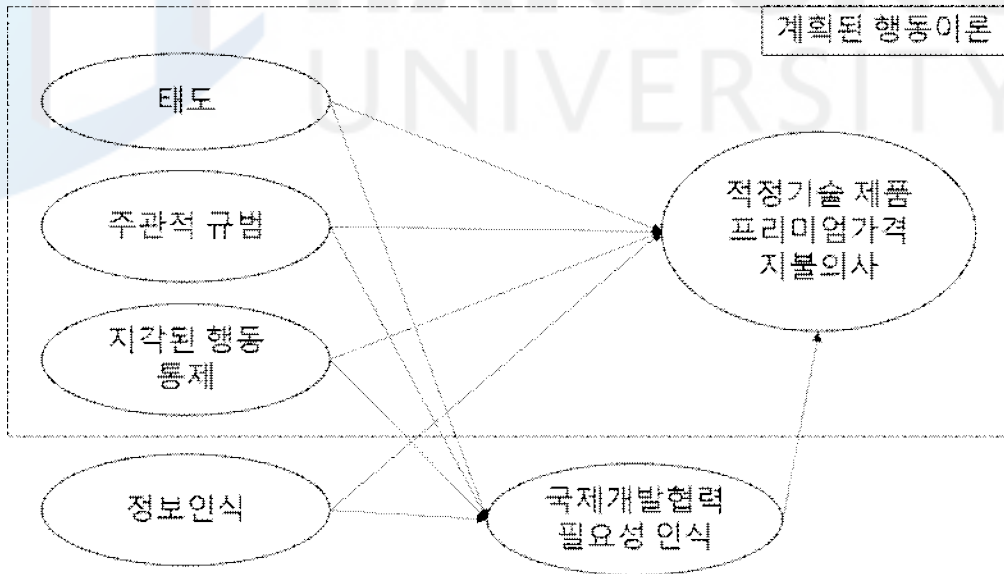 UNIVERSITY
계획된 행동이론
태도
주관적 규범
지각된 행동
통제
정보인식
적정기술 제품
프리미엄가격
지불의사
국제개발협력
필요성 인식